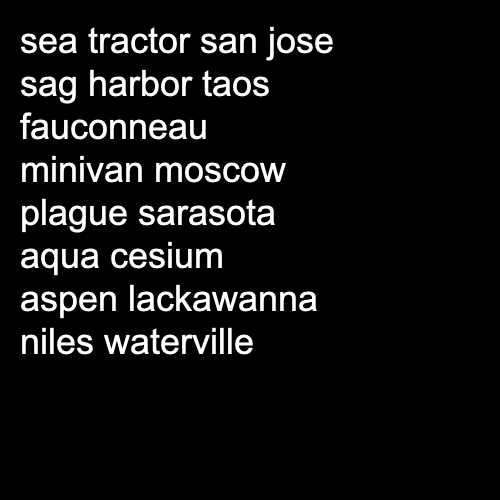 sea tractor san jose
sag harbor taos
fauconneau
minivan moscow
plague sarasota
aqua cesium
aspen lackawanna
niles waterville